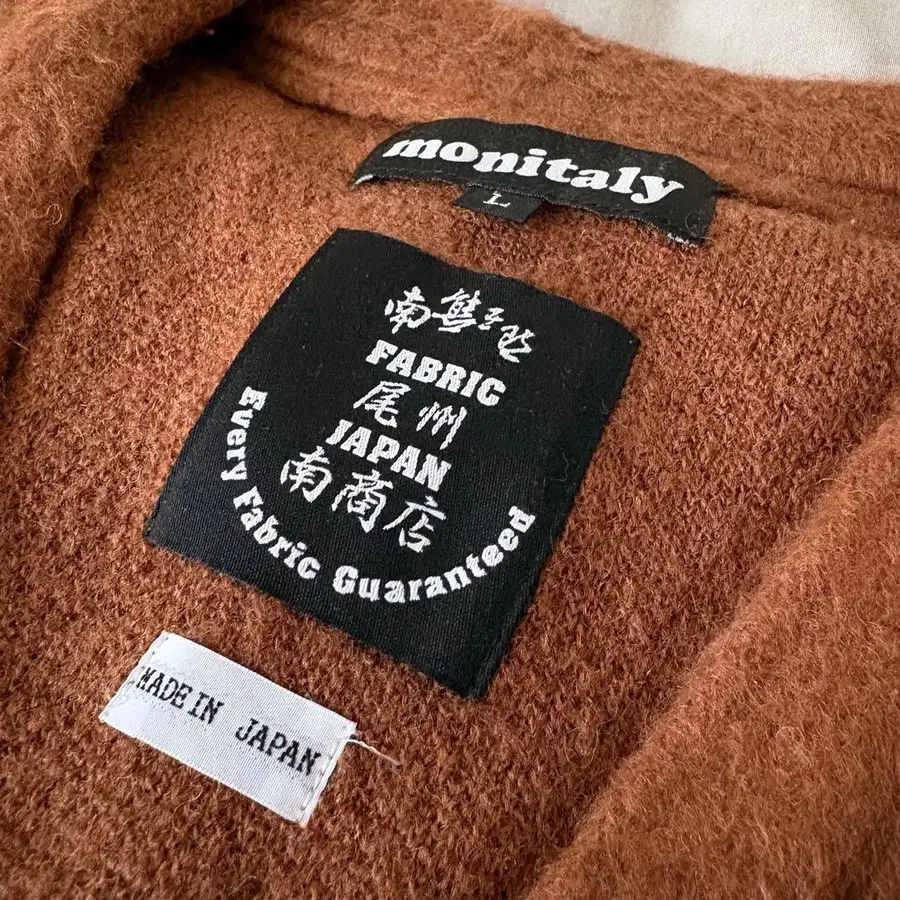 monitaly
L
FABRIC
尾州
JAPAN
南商店
Every Fabric Guaranteed
MADE IN JAPAN